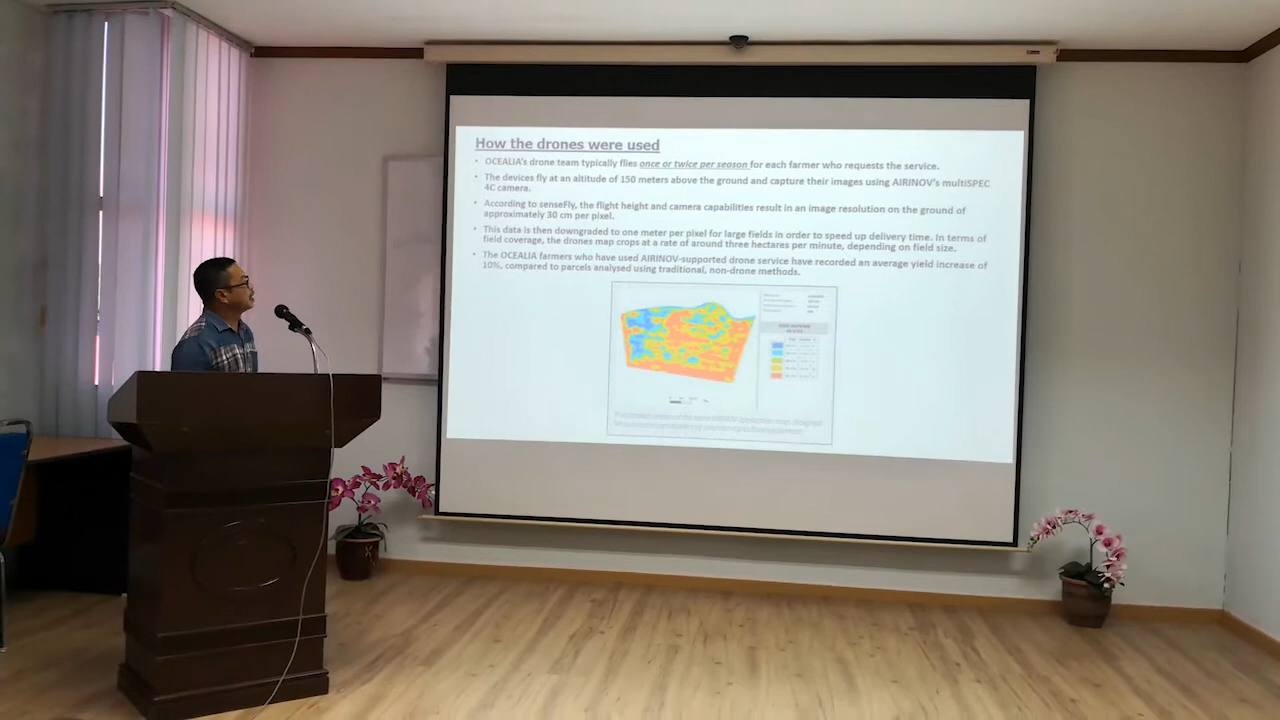 How the drones were used
• OCEALIA's drone team typically flies once or twice per season for each farmer who requests the service.
• The devices fly at an altitude of 150 meters above the ground and capture their images using AIRINOV's multiSPEC
4C camera.
• According to senseFly, the flight height and camera capabilities result in an image resolution on the ground of
approximately 30 cm per pixel.
• This data is then downgraded to one meter per pixel for large fields in order to speed up delivery time. In terms of
field coverage, the drones map crops at a rate of around three hectares per minute, depending on field size.
• The OCEALIA farmers who have used AIRINOV-supported drone service have recorded an average yield increase of
10%, compared to parcels analysed using traditional, non-drone methods.